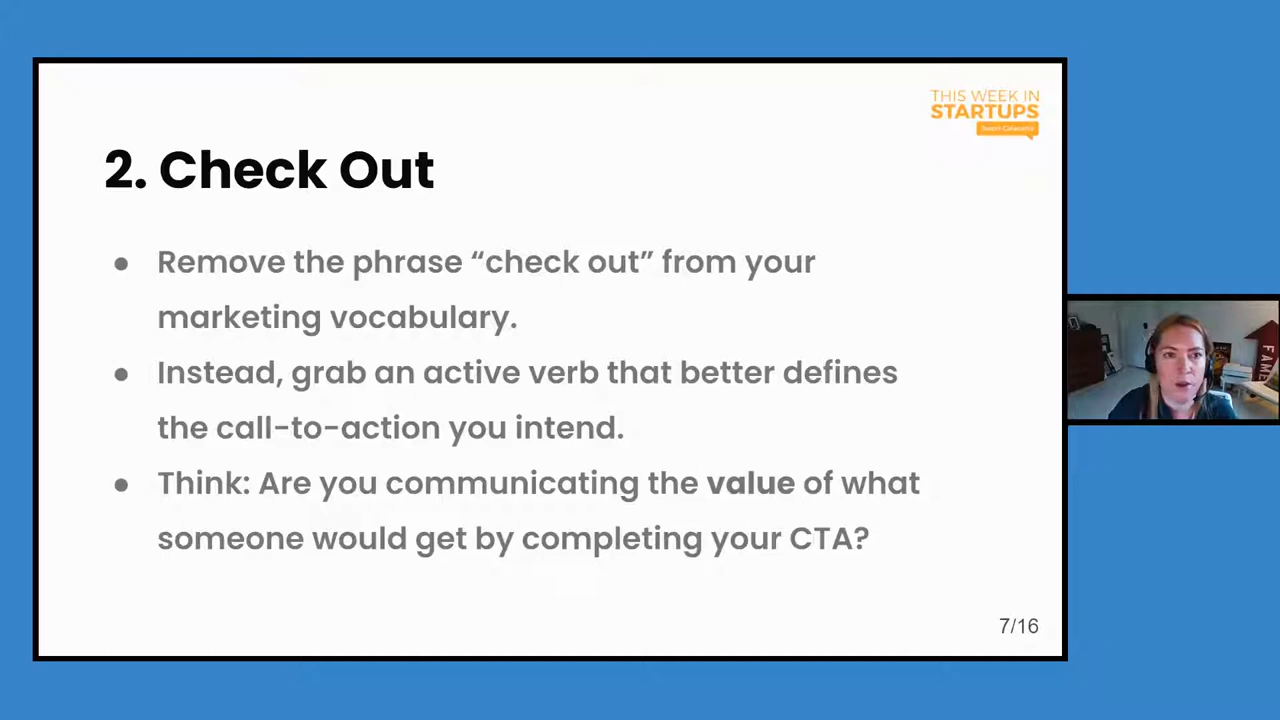 THIS WEEK IN
STARTUPS
2. Check Out
● Remove the phrase “check out” from your
marketing vocabulary.
● Instead, grab an active verb that better defines
the call-to-action you intend.
● Think: Are you communicating the value of what
someone would get by completing your CTA?
7/16